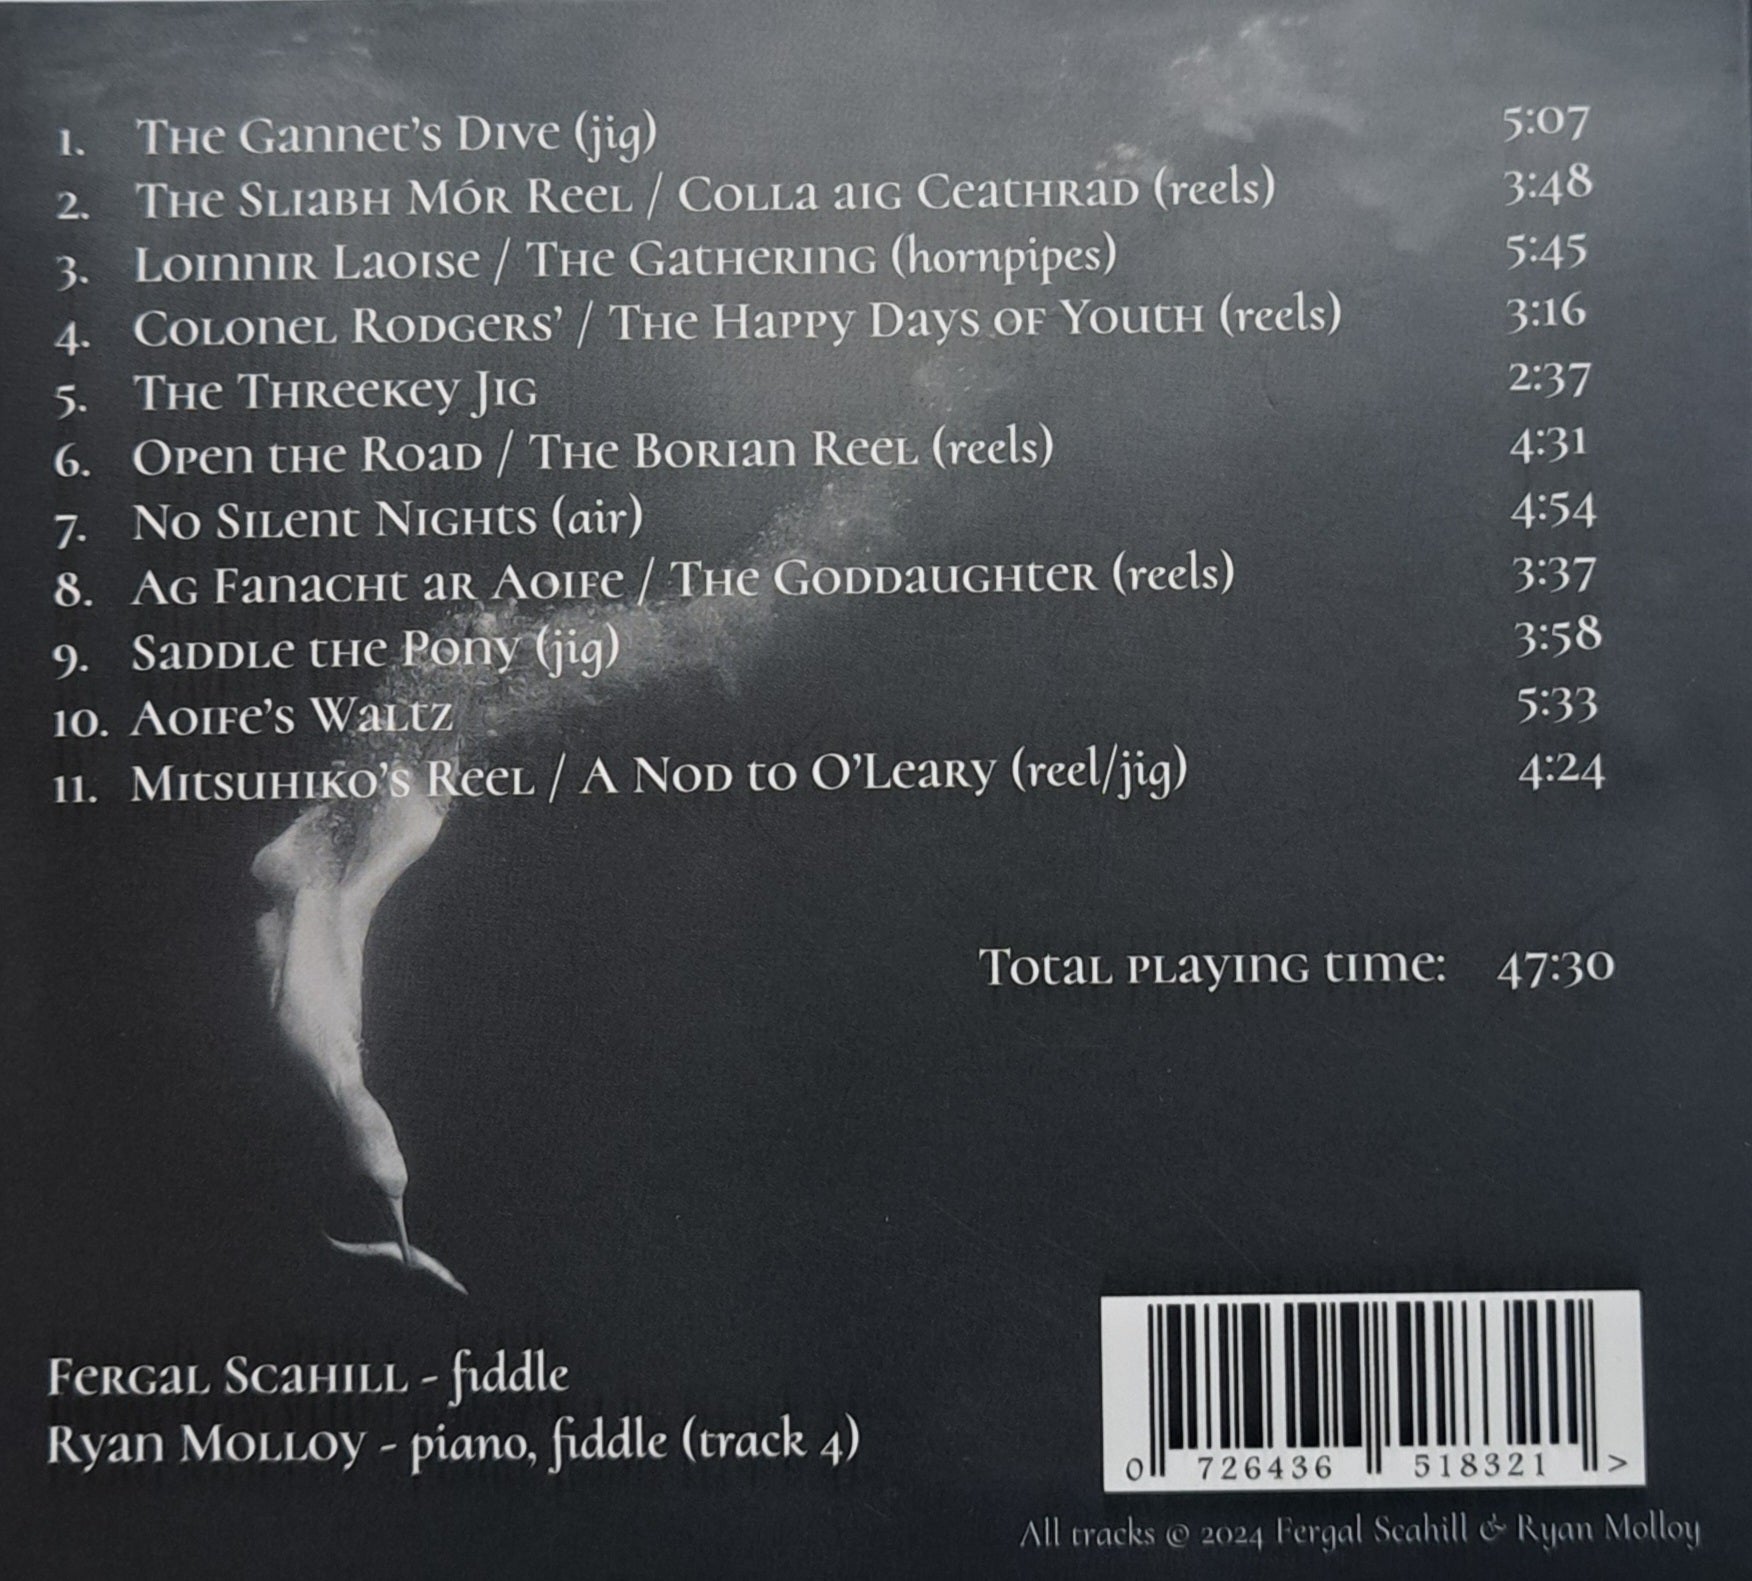 1. The Gannet's Dive (jig) 5:07
2. The Sliabh Mór Reel / Colla aig Ceathrad (reels) 3:48
3. Loinnir Laoise / The Gathering (hornpipes) 5:45
4. Colonel Rodgers' / The Happy Days of Youth (reels) 3:16
5. The Threekey Jig 2:37
6. Open the Road / The Borian Reel (reels) 4:31
7. No Silent Nights (air) 4:54
8. Ag Fanacht ar Aoife / The Goddaughter (reels) 3:37
9. Saddle the Pony (jig) 3:58
10. Aoife's Waltz 5:33
11. Mitsuhiko's Reel / A Nod to O'Leary (reel/jig) 4:24
Total playing time: 47:30
Fergal Scahill - fiddle
Ryan Molloy - piano, fiddle (track 4)
0 726436 518321 >
All tracks © 2024 Fergal Scahill & Ryan Molloy